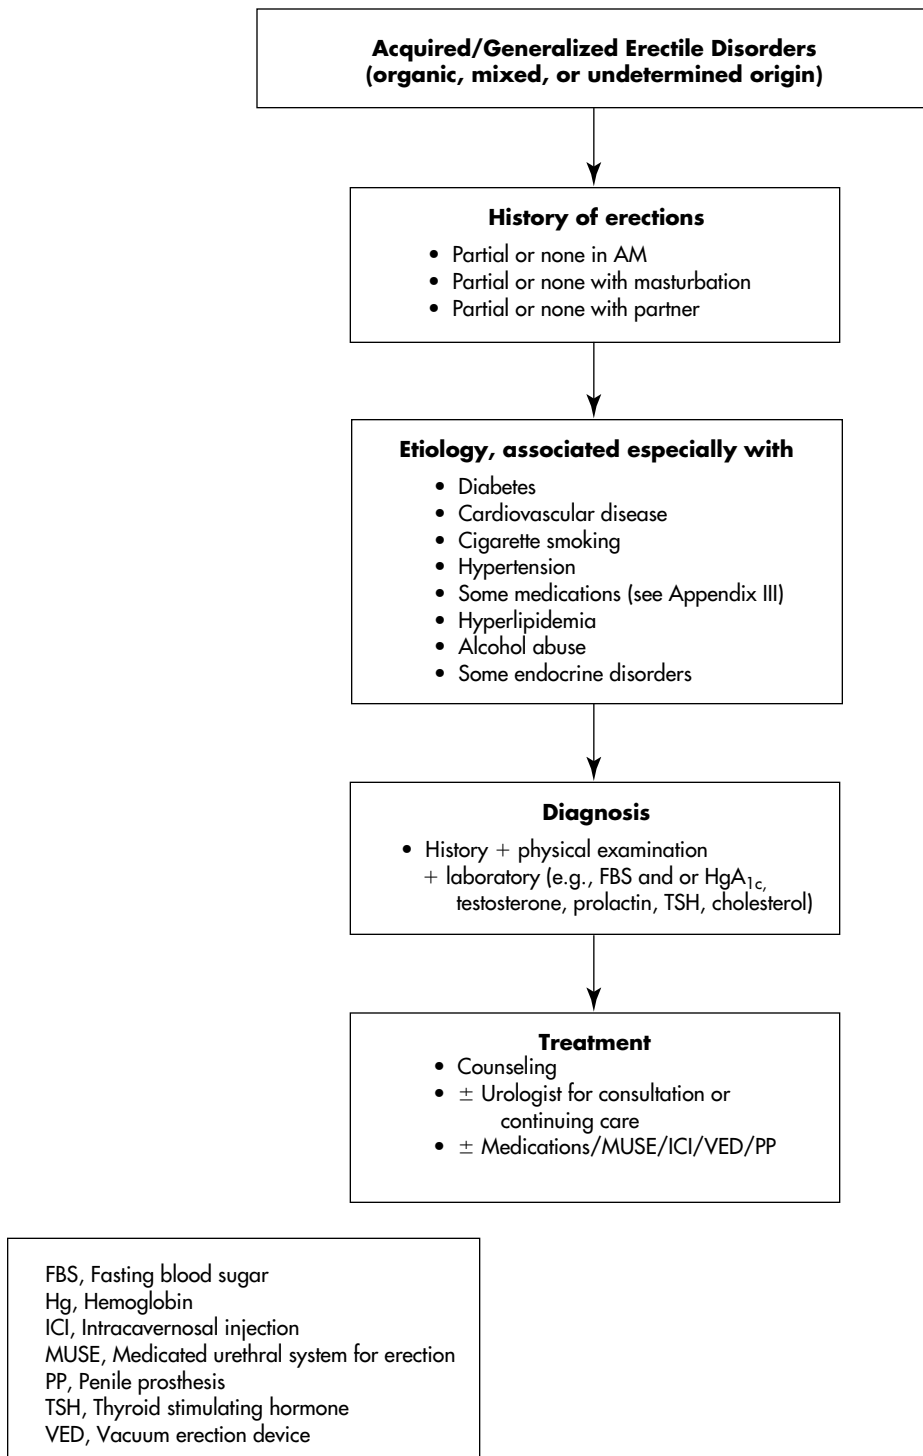 Acquired/Generalized Erectile Disorders
(organic, mixed, or undetermined origin)
History of erections
• Partial or none in AM
• Partial or none with masturbation
• Partial or none with partner
Etiology, associated especially with
• Diabetes
• Cardiovascular disease
• Cigarette smoking
• Hypertension
• Some medications (see Appendix III)
• Hyperlipidemia
• Alcohol abuse
• Some endocrine disorders
Diagnosis
• History + physical examination
+ laboratory (e.g., FBS and or HgA1c,
testosterone, prolactin, TSH, cholesterol)
Treatment
• Counseling
• ± Urologist for consultation or
continuing care
• ± Medications/MUSE/ICI/VED/PP
FBS, Fasting blood sugar
Hg, Hemoglobin
ICI, Intracavernosal injection
MUSE, Medicated urethral system for erection
PP, Penile prosthesis
TSH, Thyroid stimulating hormone
VED, Vacuum erection device